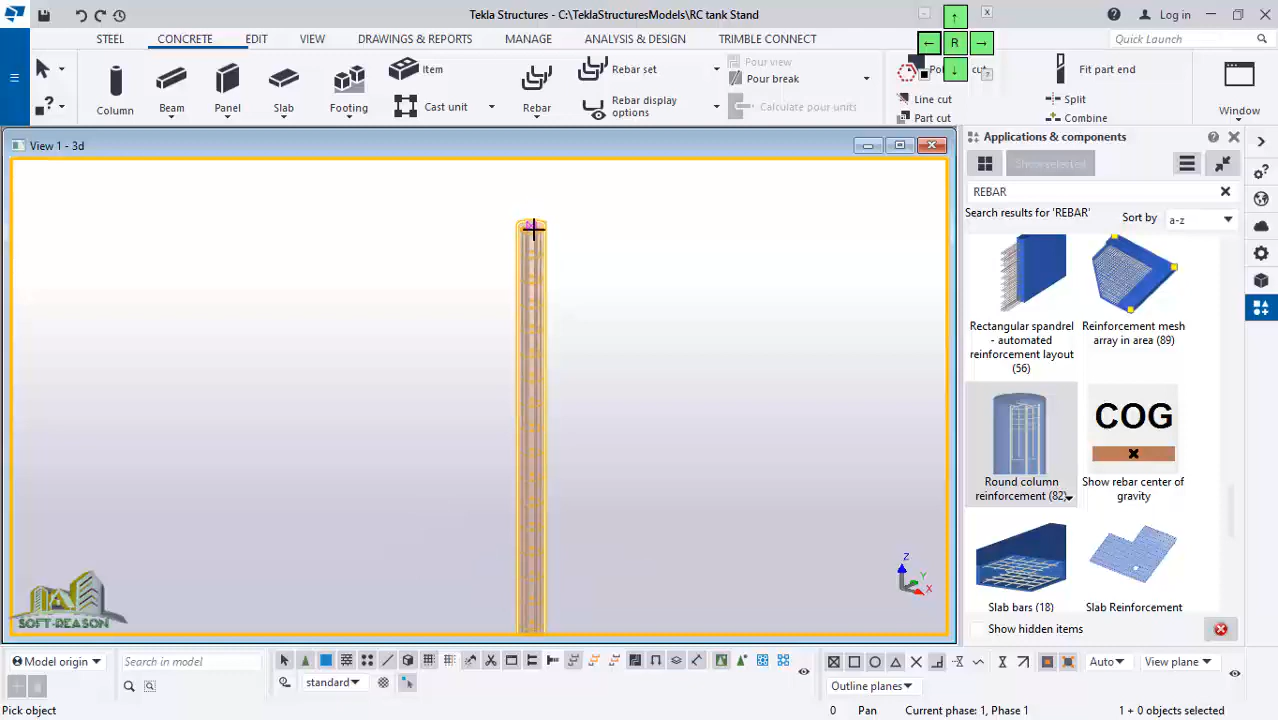 Tekla Structures - C:\TeklaStructuresModels\RC tank Stand
Log in
STEEL
CONCRETE
EDIT
VIEW
DRAWINGS & REPORTS
MANAGE
ANALYSIS & DESIGN
TRIMBLE CONNECT
Quick Launch
R
Column
Beam
Panel
Slab
Footing
Item
Cast unit
Rebar
Rebar set
Rebar display
options
Pour view
Pour break
Calculate pour units
Line cut
Part cut
Fit part end
Split
Combine
Window
View 1 - 3d
Applications & components
Show selected
REBAR
Search results for 'REBAR'
Sort by
a-z
Rectangular spandrel
- automated
reinforcement layout
(56)
Reinforcement mesh
array in area (89)
COG
Round column
reinforcement (82)
Show rebar center of
gravity
Slab bars (18)
Slab Reinforcement
Show hidden items
Z
Y
X
SOFT-REASON
Model origin
Search in model
standard
Auto
View plane
Outline planes
Pick object
0
Pan
Current phase: 1, Phase 1
1 + 0 objects selected